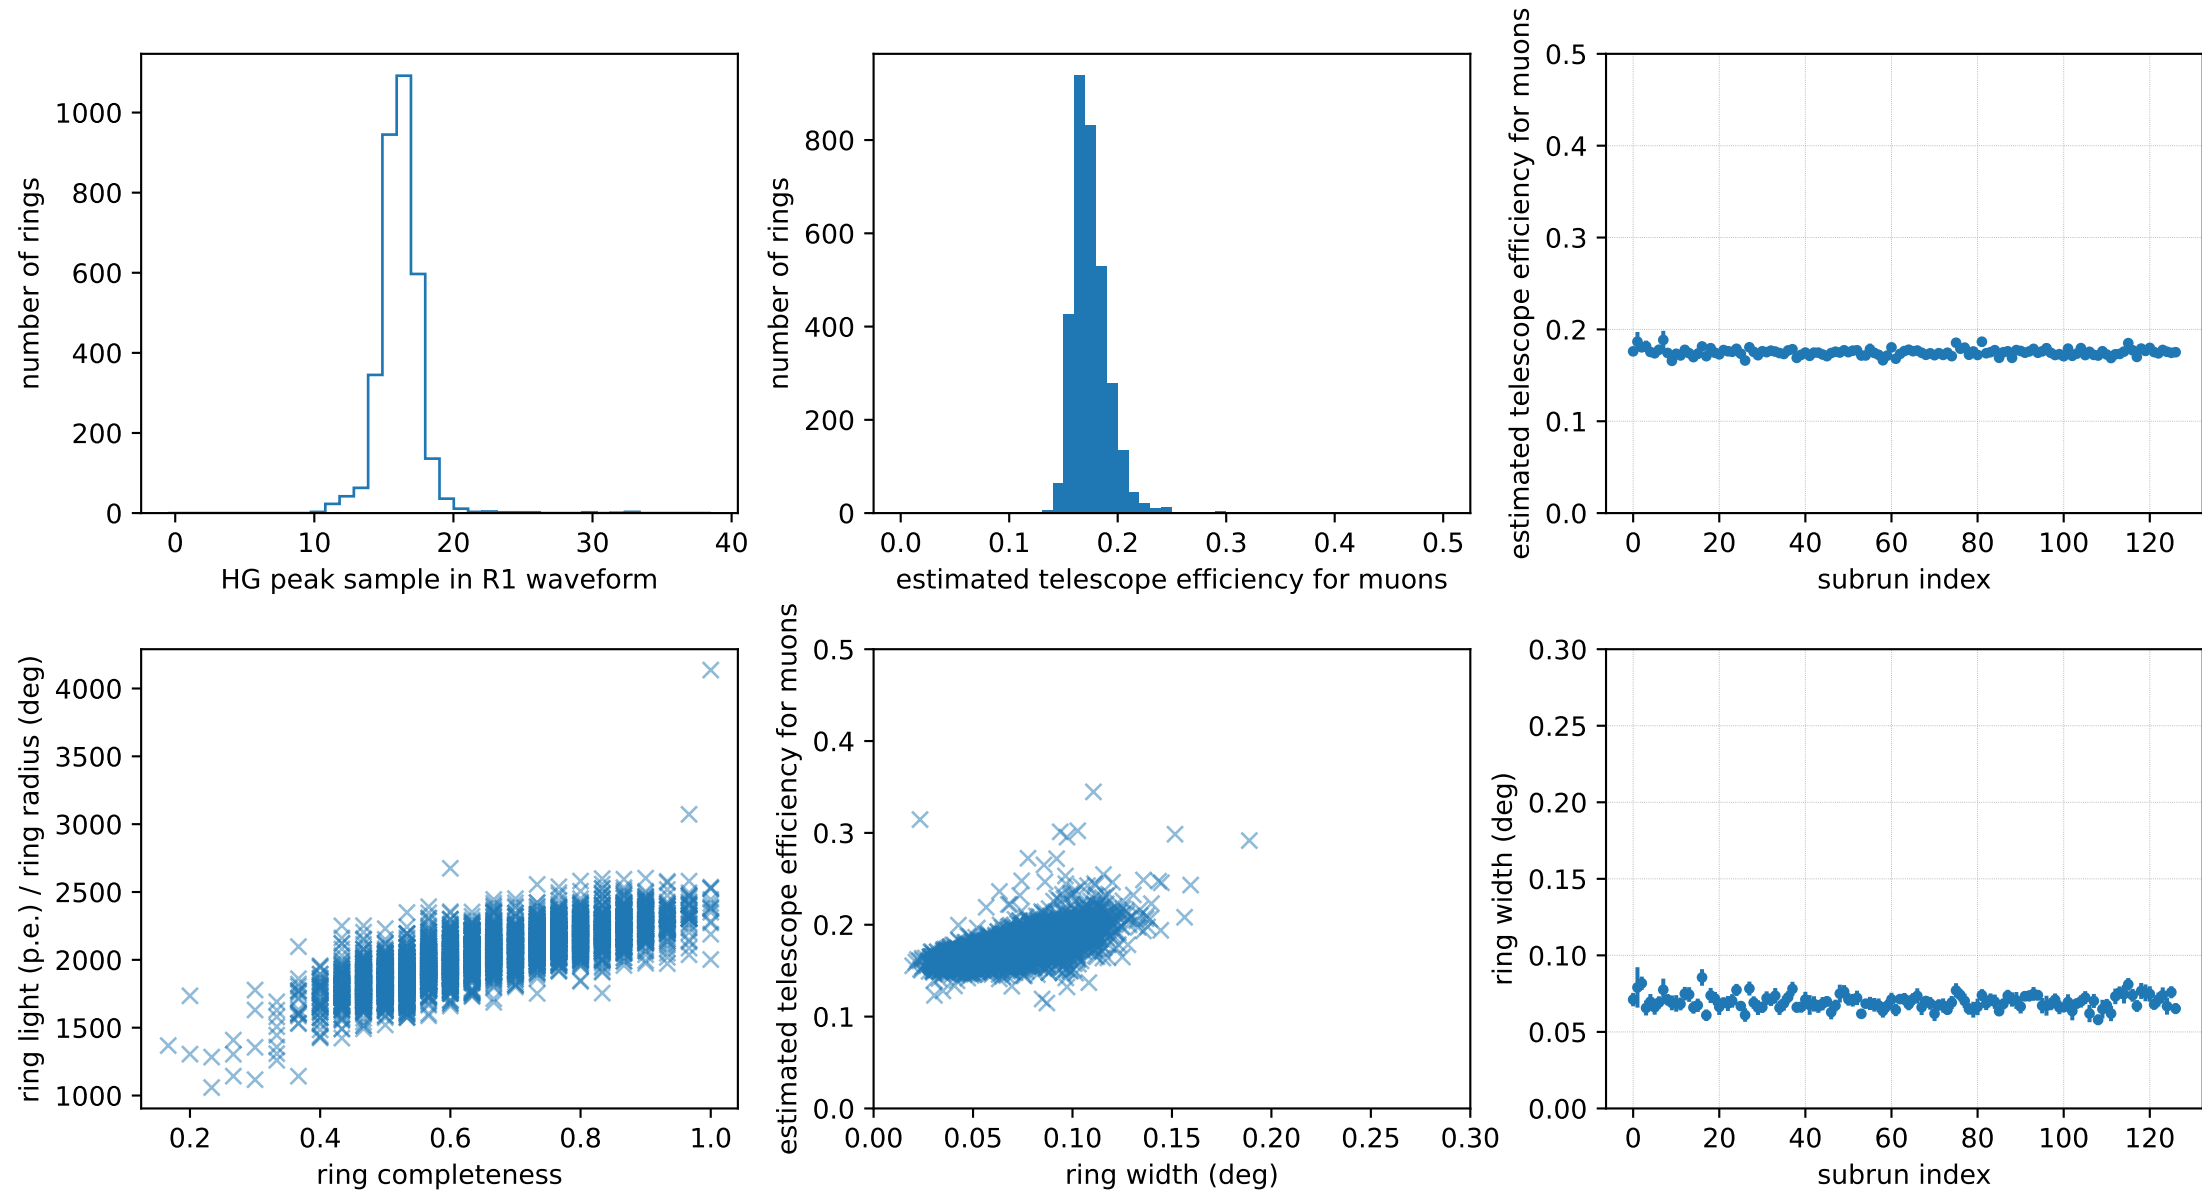 number of rings
1000
800
600
400
200
0
0 10 20 30 40
HG peak sample in R1 waveform
number of rings
800
600
400
200
0
0.0 0.1 0.2 0.3 0.4 0.5
estimated telescope efficiency for muons
estimated telescope efficiency for muons
0.5
0.4
0.3
0.2
0.1
0.0
0 20 40 60 80 100 120
subrun index
ring light (p.e.) / ring radius (deg)
4000
3500
3000
2500
2000
1500
1000
0.2 0.4 0.6 0.8 1.0
ring completeness
estimated telescope efficiency for muons
0.5
0.4
0.3
0.2
0.1
0.0
0.00 0.05 0.10 0.15 0.20 0.25 0.30
ring width (deg)
ring width (deg)
0.30
0.25
0.20
0.15
0.10
0.05
0.00
0 20 40 60 80 100 120
subrun index